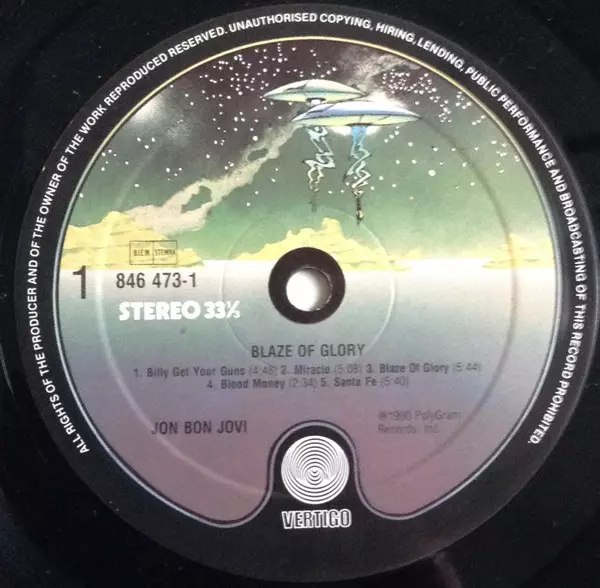 ALL RIGHTS OF THE PRODUCER AND OF THE OWNER OF THE WORK REPRODUCED RESERVED. UNAUTHORISED COPYING, HIRING, LENDING, PUBLIC PERFORMANCE AND BROADCASTING OF THIS RECORD PROHIBITED.
BIEM/STEMRA
1 846 473-1
STEREO 33⅓
BLAZE OF GLORY
1. Billy Get Your Guns (4:48) 2. Miracle (5:08) 3. Blaze Of Glory (5:44)
4. Blood Money (2:34) 5. Santa Fe (5:40)
JON BON JOVI
℗1990 PolyGram
Records, Inc.
VERTIGO